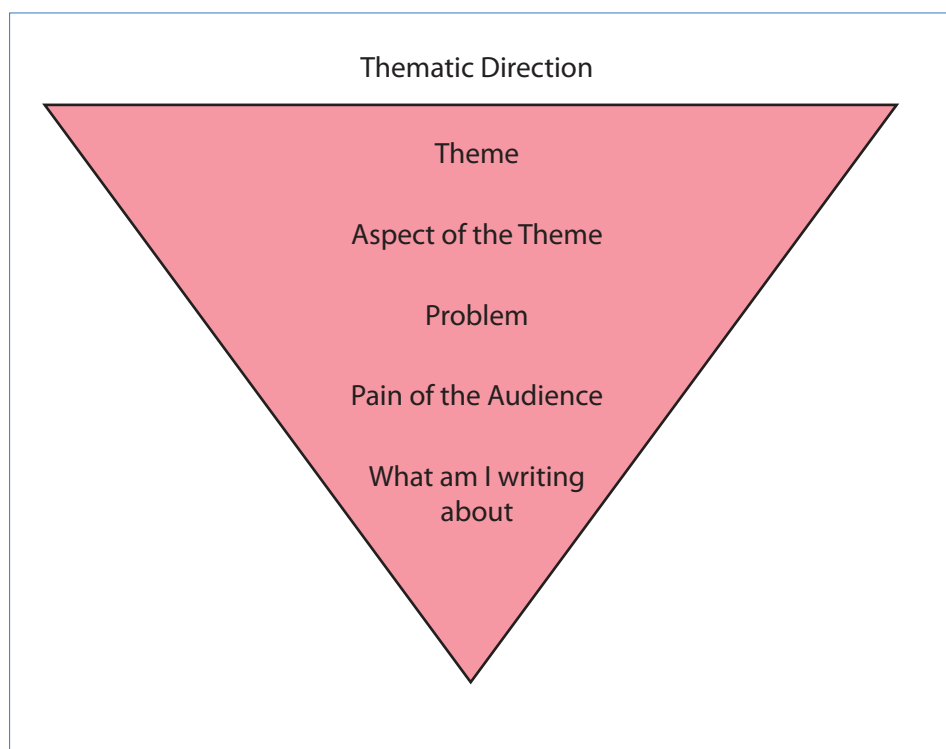 Thematic Direction
Theme
Aspect of the Theme
Problem
Pain of the Audience
What am I writing
about